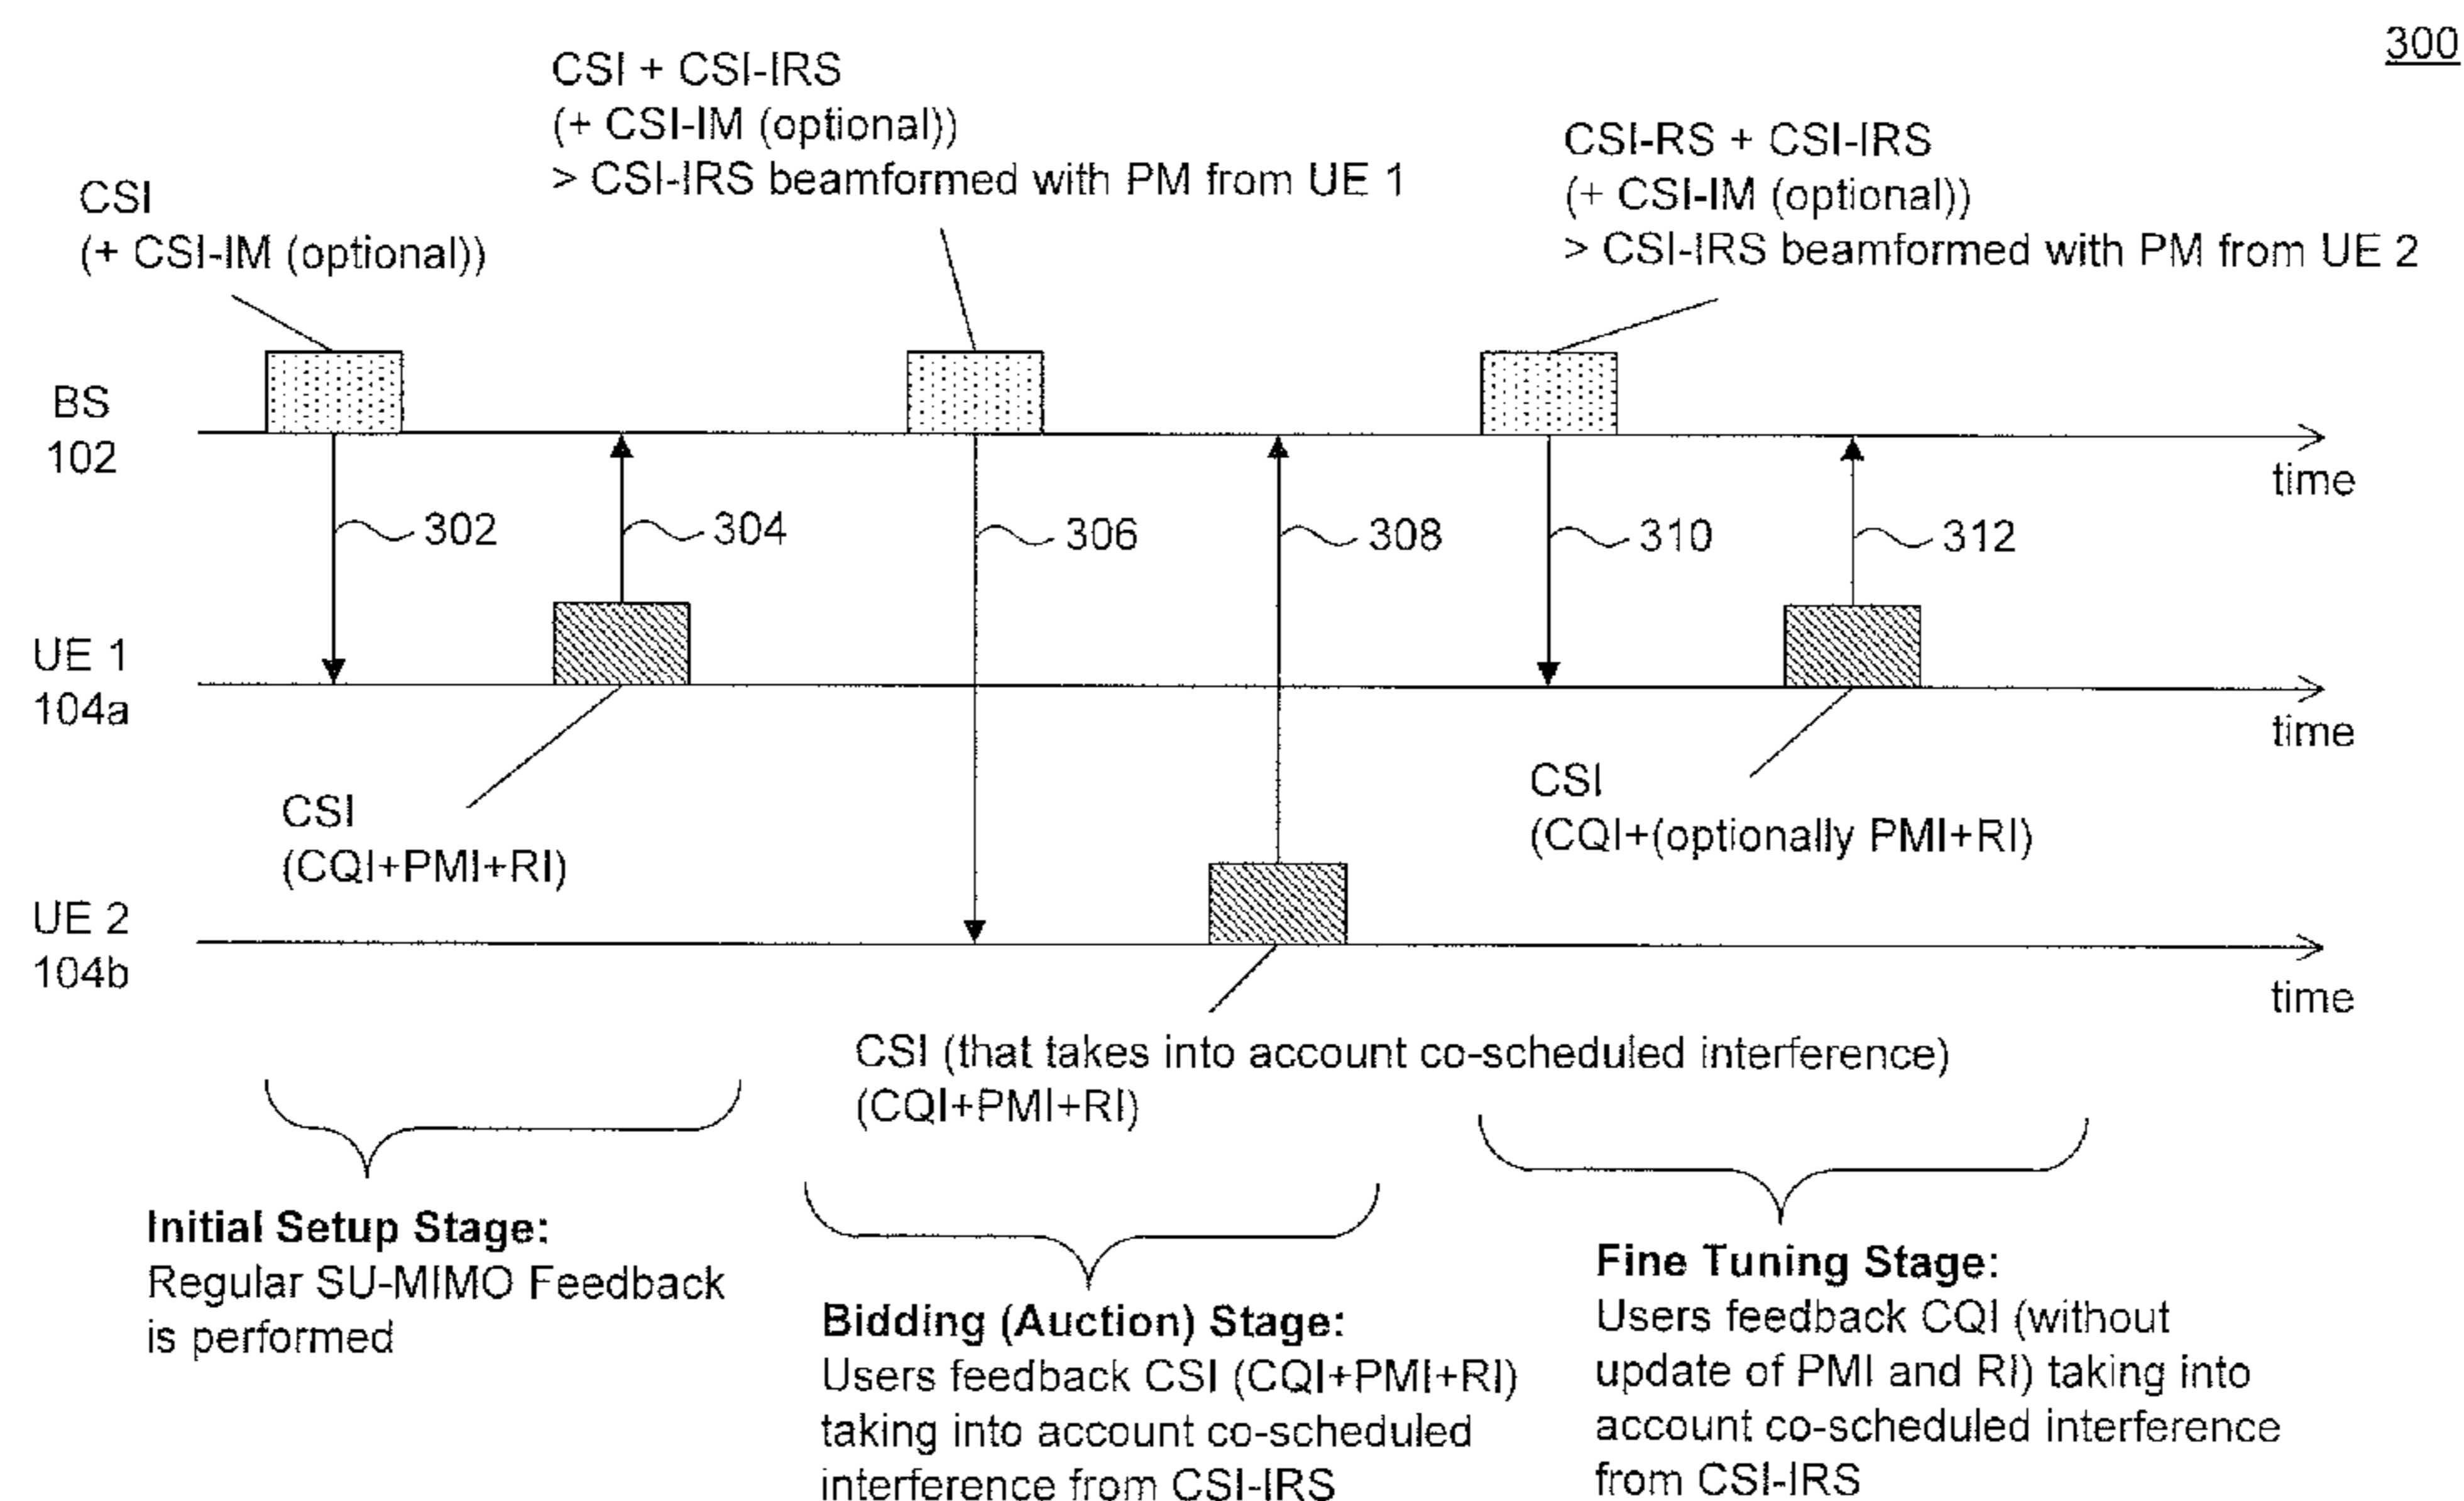 300
CSI + CSI-IRS
(+ CSI-IM (optional))
> CSI-IRS beamformed with PM from UE 1
CSI-RS + CSI-IRS
(+ CSI-IM (optional))
> CSI-IRS beamformed with PM from UE 2
CSI
(+ CSI-IM (optional))
BS
102
time
302
304
306
308
310
312
UE 1
104a
time
CSI
(CQI+PMI+RI)
CSI
(CQI+(optionally PMI+RI)
UE 2
104b
time
CSI (that takes into account co-scheduled interference)
(CQI+PMI+RI)
Initial Setup Stage:
Regular SU-MIMO Feedback
is performed
Bidding (Auction) Stage:
Users feedback CSI (CQI+PMI+RI)
taking into account co-scheduled
interference from CSI-IRS
Fine Tuning Stage:
Users feedback CQI (without
update of PMI and RI) taking into
account co-scheduled interference
from CSI-IRS